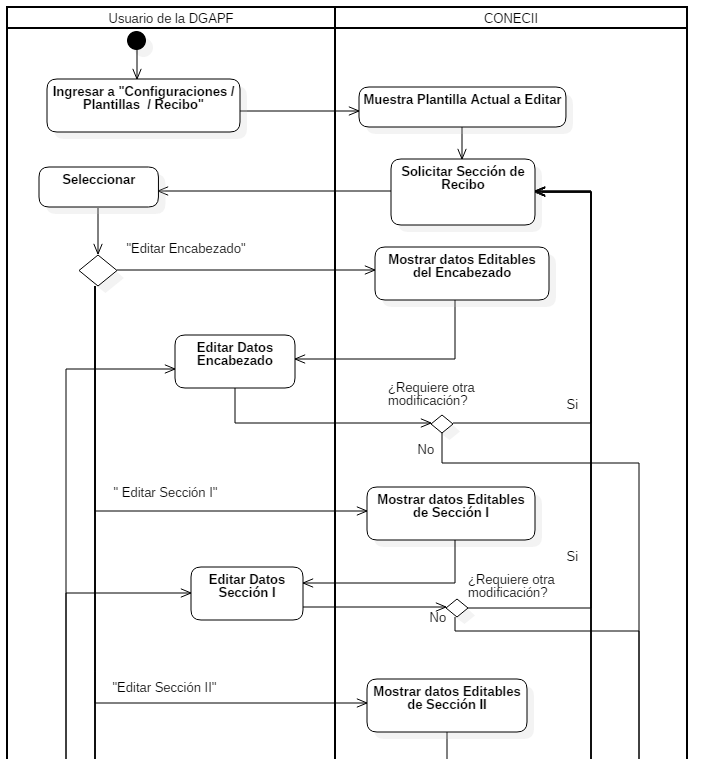 Usuario de la DGAPF
CONECII
Ingresar a "Configuraciones /
Plantillas / Recibo"
Muestra Plantilla Actual a Editar
Seleccionar
Solicitar Sección de
Recibo
"Editar Encabezado"
Mostrar datos Editables
del Encabezado
Editar Datos
Encabezado
¿Requiere otra
modificación?
Si
No
" Editar Sección I"
Mostrar datos Editables
de Sección I
Si
Editar Datos
Sección I
¿Requiere otra
modificación?
No
"Editar Sección II"
Mostrar datos Editables
de Sección II